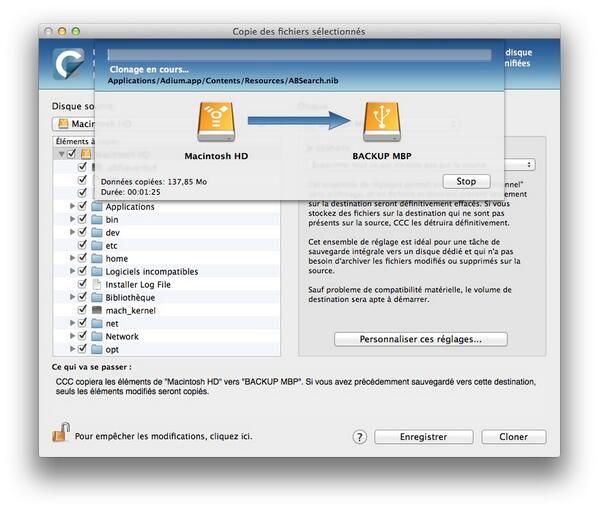 Copie des fichiers sélectionnés
disque
nifiées
Clonage en cours...
Applications/Adium.app/Contents/Resources/ABSearch.nib
Disque source
Macintosh HD
Macintosh HD
BACKUP MBP
Données copiées: 137,85 Mo
Durée: 00:01:25
Stop
Éléments à
Applications
bin
dev
etc
home
Logiciels incompatibles
Installer Log File
Bibliothèque
mach_kernel
net
Network
opt
sur la destination seront définitivement effacés. Si vous
stockez des fichiers sur la destination qui ne sont pas
présents sur la source, CCC les détruira définitivement.
Cet ensemble de réglage est idéal pour une tâche de
sauvegarde intégrale vers un disque dédié et qui n'a pas
besoin d'archiver les fichiers modifiés ou supprimés sur la
source.
Sauf problème de compatibilité matérielle, le volume de
destination sera apte à démarrer.
Personnaliser ces réglages...
Ce qui va se passer :
CCC copiera les éléments de "Macintosh HD" vers "BACKUP MBP". Si vous avez précédemment sauvegardé vers cette destination,
seuls les éléments modifiés seront copiés.
Pour empêcher les modifications, cliquez ici.
?
Enregistrer
Cloner